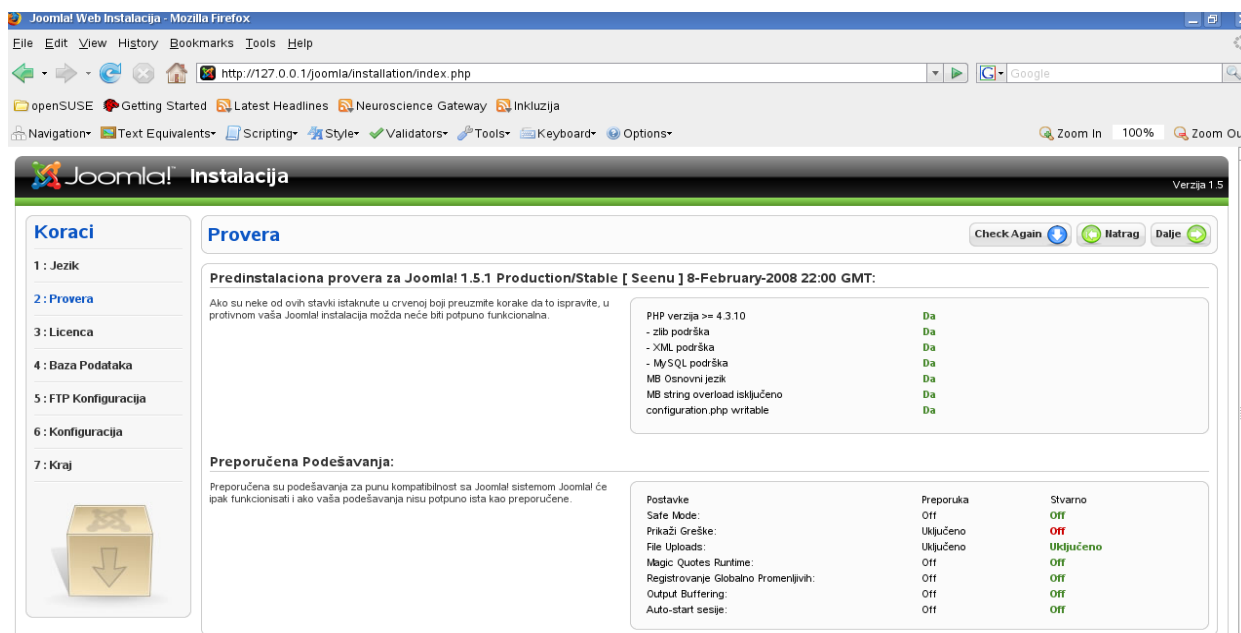 Joomla! Web Instalacija - Mozilla Firefox
File Edit View History Bookmarks Tools Help
http://127.0.0.1/joomla/installation/index.php
Google
openSUSE Getting Started Latest Headlines Neuroscience Gateway Inkluzija
Navigation Text Equivalents Scripting Style Validators Tools Keyboard Options Zoom In 100% Zoom Ou
Joomla! Instalacija
Verzija 1.5
Koraci
1 : Jezik
2 : Provera
3 : Licenca
4 : Baza Podataka
5 : FTP Konfiguracija
6 : Konfiguracija
7 : Kraj
Provera
Check Again Natrag Dalje
Predinstalaciona provera za Joomla! 1.5.1 Production/Stable [ Seenu ] 8-February-2008 22:00 GMT:
Ako su neke od ovih stavki istaknute u crvenoj boji preuzmite korake da to ispravite, u
protivnom vaša Joomla! instalacija možda neće biti potpuno funkcionalna.
PHP verzija >= 4.3.10 Da
- zlib podrška Da
- XML podrška Da
- MySQL podrška Da
MB Osnovni jezik Da
MB string overload isključeno Da
configuration.php writable Da
Preporučena Podešavanja:
Preporučena su podešavanja za punu kompatibilnost sa Joomla! sistemom Joomla! će
ipak funkcionisati i ako vaša podešavanja nisu potpuno ista kao preporučene.
Postavke Preporuka Stvarno
Safe Mode: Off Off
Prikaži Greške: Uključeno Off
File Uploads: Uključeno Uključeno
Magic Quotes Runtime: Off Off
Registrovanje Globalno Promenljivih: Off Off
Output Buffering: Off Off
Auto-start sesije: Off Off